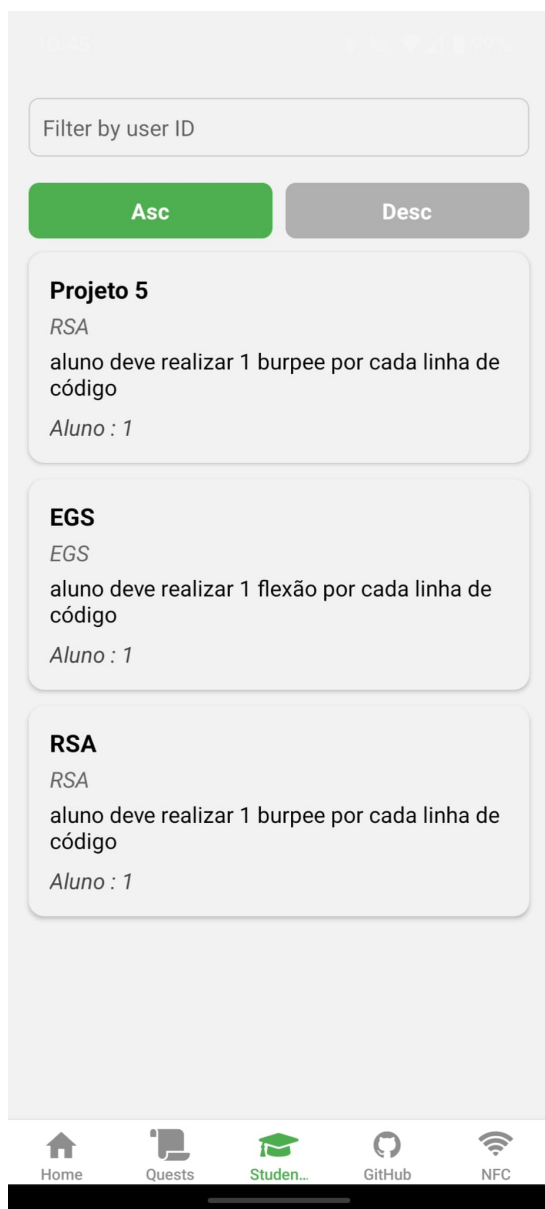 Filter by user ID
Asc
Desc
Projeto 5
RSA
aluno deve realizar 1 burpee por cada linha de
código
Aluno : 1
EGS
EGS
aluno deve realizar 1 flexão por cada linha de
código
Aluno : 1
RSA
RSA
aluno deve realizar 1 burpee por cada linha de
código
Aluno : 1
Home
Quests
Studen...
GitHub
NFC